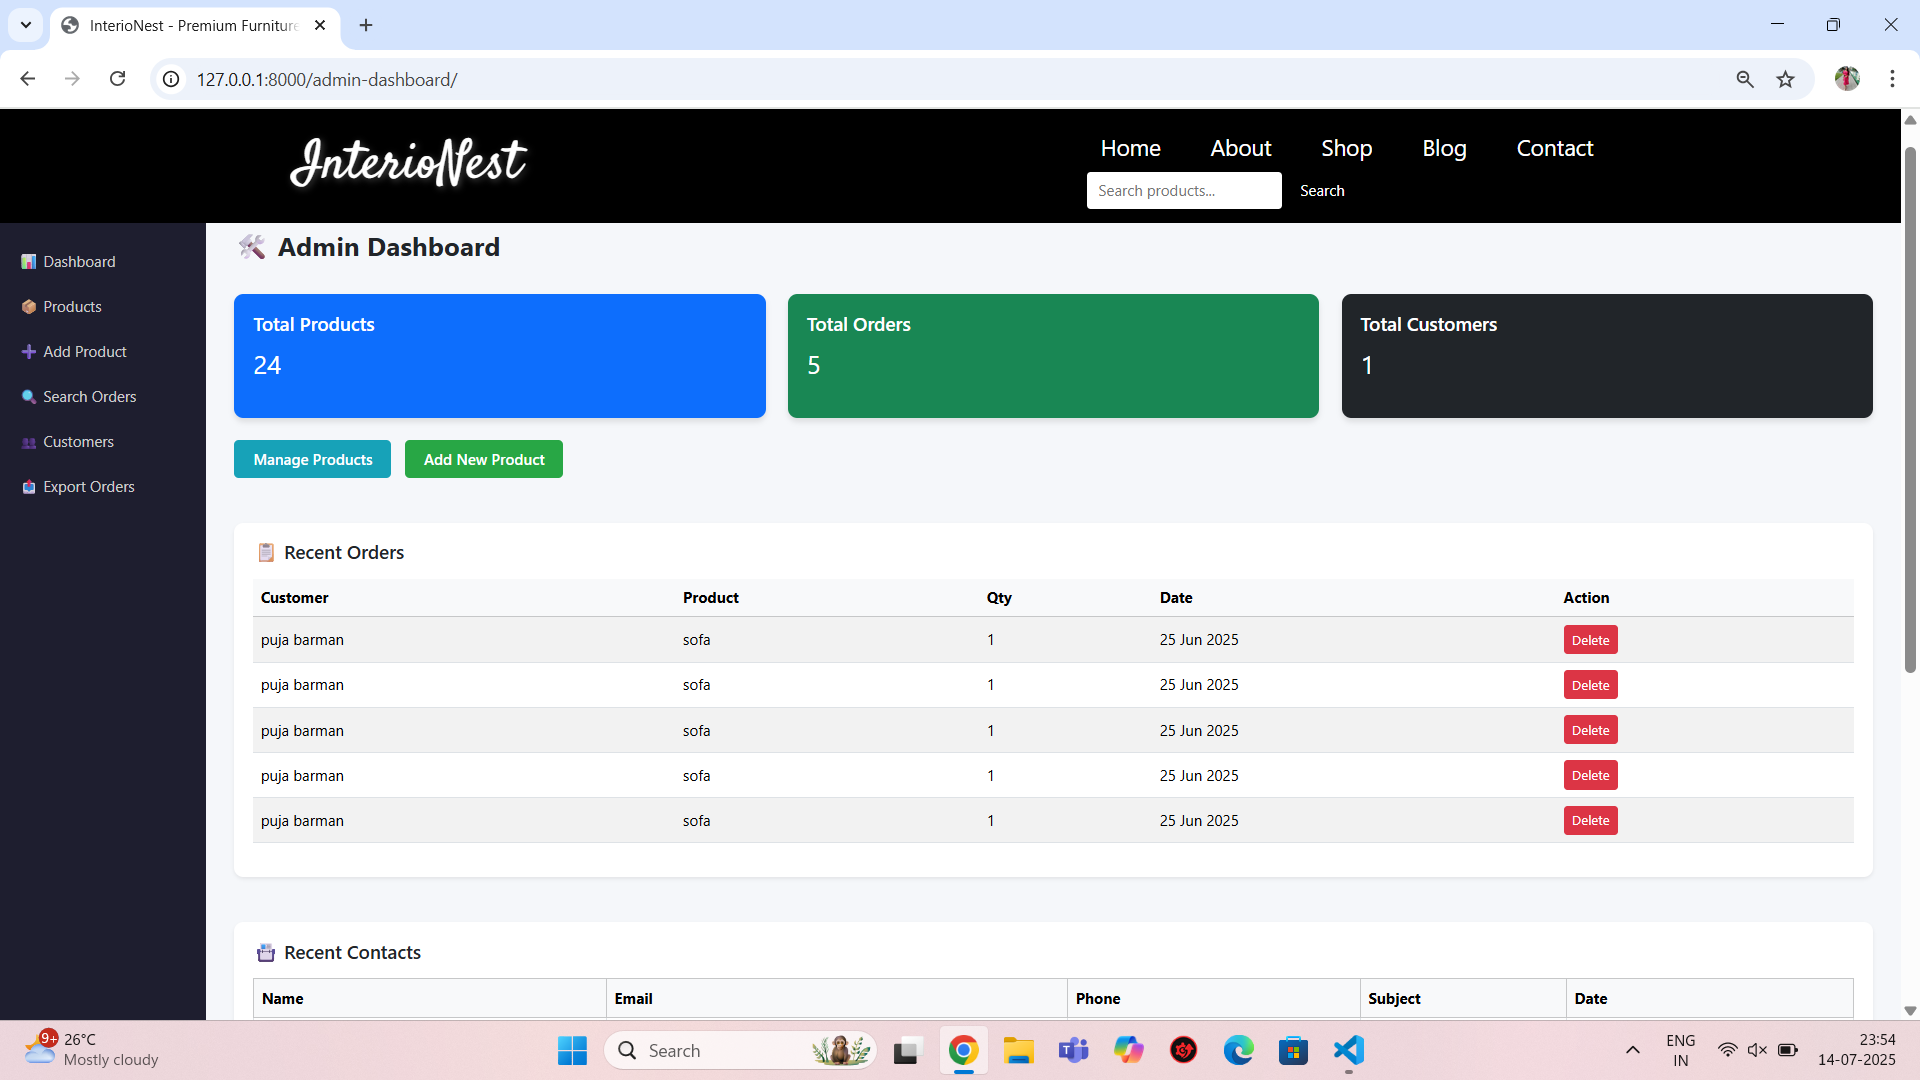 InterioNest - Premium Furniture
127.0.0.1:8000/admin-dashboard/
InterioNest
Home About Shop Blog Contact
Search products... Search
Dashboard
Products
Add Product
Search Orders
Customers
Export Orders
Admin Dashboard
Total Products
24
Total Orders
5
Total Customers
1
Manage Products Add New Product
Recent Orders
Customer Product Qty Date Action
puja barman sofa 1 25 Jun 2025 Delete
puja barman sofa 1 25 Jun 2025 Delete
puja barman sofa 1 25 Jun 2025 Delete
puja barman sofa 1 25 Jun 2025 Delete
puja barman sofa 1 25 Jun 2025 Delete
Recent Contacts
Name Email Phone Subject Date
9+
26°C
Mostly cloudy
Search
ENG
IN
23:54
14-07-2025